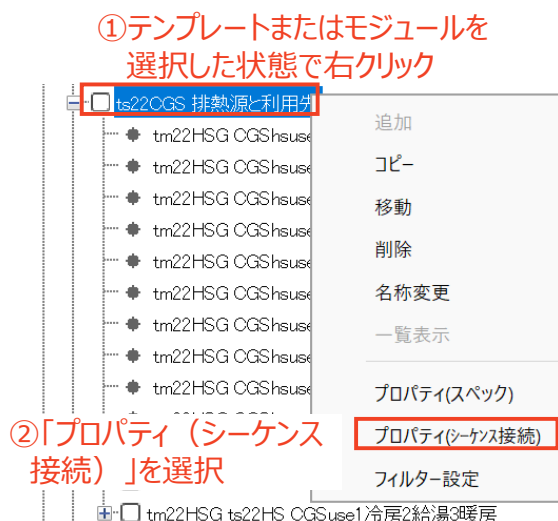 ①テンプレートまたはモジュールを
選択した状態で右クリック
ts22CGS 排熱源と利用先
tm22HSG CGShsuse
tm22HSG CGShsuse
tm22HSG CGShsuse
tm22HSG CGShsuse
tm22HSG CGShsuse
tm22HSG CGShsuse
tm22HSG CGShsuse
tm22HSG CGShsuse
tm22HSG CGShsuse
追加
コピー
移動
削除
名称変更
一覧表示
プロパティ(スペック)
プロパティ(シーケンス接続)
フィルター設定
②「プロパティ（シーケンス
接続）」を選択
tm22HSG ts22HS CGSuse1冷房2給湯3暖房